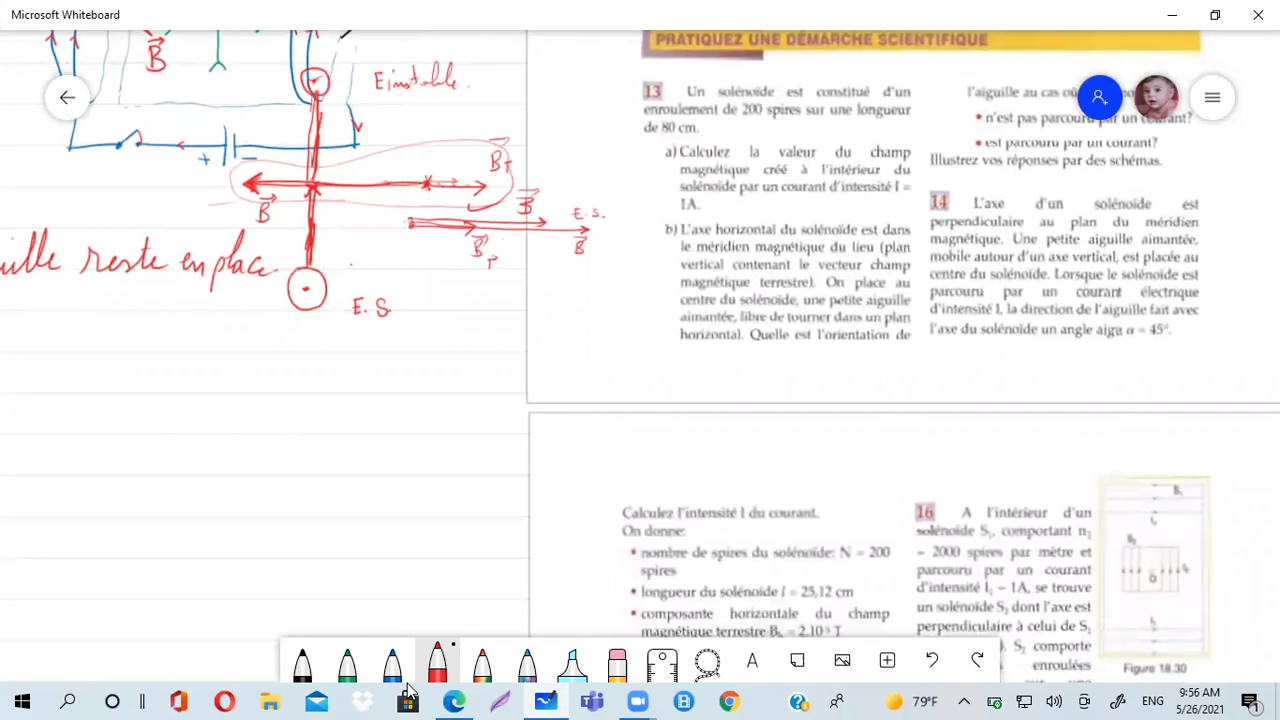 Microsoft Whiteboard
B
E instable.
+ -
B
BT
B
E.S.
BP
B
uille reste en place
E.S.
PRATIQUEZ UNE DÉMARCHE SCIENTIFIQUE
13 Un solénoïde est constitué d'un
enroulement de 200 spires sur une longueur
de 80 cm.
a) Calculez la valeur du champ
magnétique créé à l'intérieur du
solénoïde par un courant d'intensité I =
1A.
b) L'axe horizontal du solénoïde est dans
le méridien magnétique du lieu (plan
vertical contenant le vecteur champ
magnétique terrestre). On place au
centre du solénoïde, une petite aiguille
aimantée, libre de tourner dans un plan
horizontal. Quelle est l'orientation de
l'aiguille au cas où
• n'est pas parcouru par un courant?
• est parcouru par un courant?
Illustrez vos réponses par des schémas.
14 L'axe d'un solénoïde est
perpendiculaire au plan du méridien
magnétique. Une petite aiguille aimantée,
mobile autour d'un axe vertical, est placée au
centre du solénoïde. Lorsque le solénoïde est
parcouru par un courant électrique
d'intensité I, la direction de l'aiguille fait avec
l'axe du solénoïde un angle aigu α = 45°.
Calculez l'intensité I du courant.
On donne:
• nombre de spires du solénoïde: N = 200
spires
• longueur du solénoïde l = 25,12 cm
• composante horizontale du champ
magnétique terrestre
16 A l'intérieur d'un
solénoïde S1, comportant n1
= 2000 spires par mètre et
parcouru par un courant
d'intensité I1 = 1A, se trouve
un solénoïde S2 dont l'axe est
perpendiculaire à celui de S1
S2 comporte
enroulées
Figure 18.30
A
79°F
ENG
9:56 AM
5/26/2021